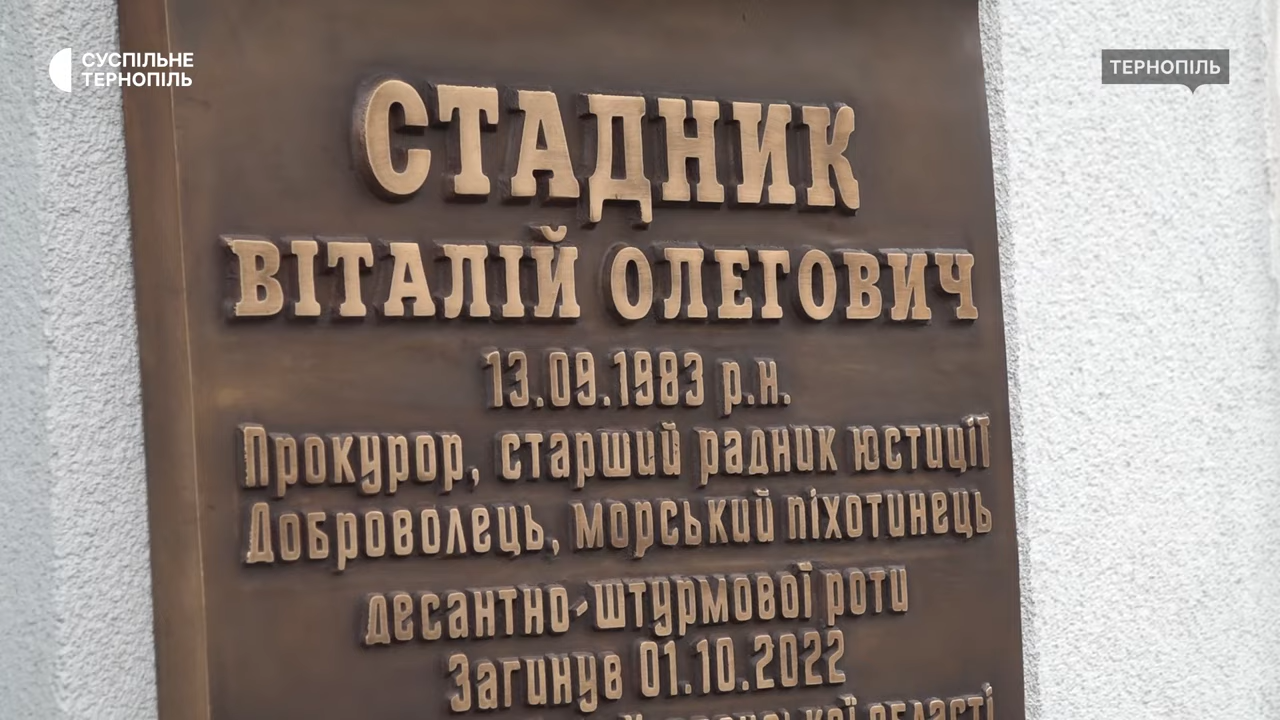 СУСПІЛЬНЕ
ТЕРНОПІЛЬ
ТЕРНОПІЛЬ
СТАДНИК
ВІТАЛІЙ ОЛЕГОВИЧ
13.09.1983 р.н.
Прокурор, старший радник юстиції
Доброволець, морський піхотинець
десантно-штурмової роти
Загинув 01.10.2022
області